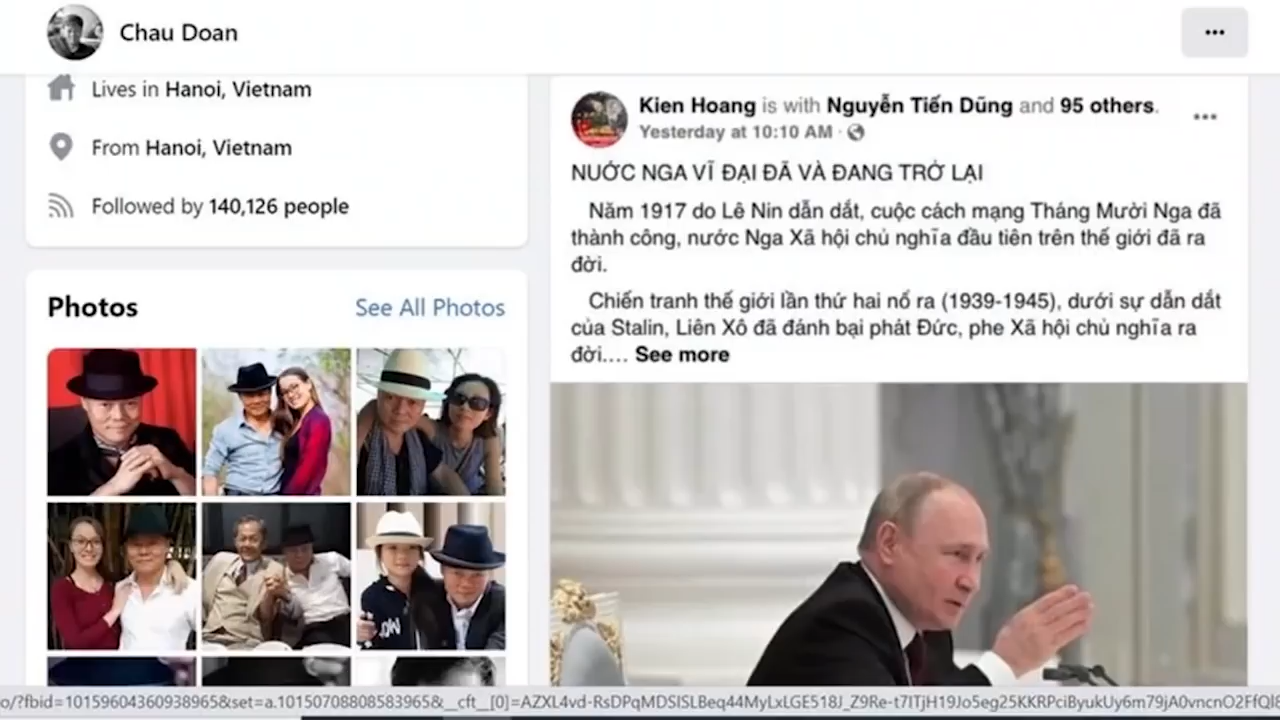 Chau Doan
Lives in Hanoi, Vietnam
From Hanoi, Vietnam
Followed by 140,126 people
Photos
See All Photos
Kien Hoang is with Nguyễn Tiến Dũng and 95 others.
Yesterday at 10:10 AM ·
NƯỚC NGA VĨ ĐẠI ĐÃ VÀ ĐANG TRỞ LẠI
Năm 1917 do Lê Nin dẫn dắt, cuộc cách mạng Tháng Mười Nga đã
thành công, nước Nga Xã hội chủ nghĩa đầu tiên trên thế giới đã ra
đời.
Chiến tranh thế giới lần thứ hai nổ ra (1939-1945), dưới sự dẫn dắt
của Stalin, Liên Xô đã đánh bại phát Đức, phe Xã hội chủ nghĩa ra
đời.... See more